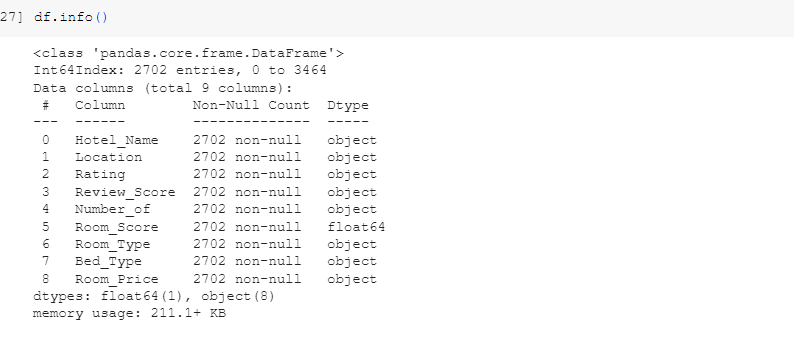 27] df.info()
<class 'pandas.core.frame.DataFrame'>
Int64Index: 2702 entries, 0 to 3464
Data columns (total 9 columns):
 #   Column        Non-Null Count  Dtype
---  ------        --------------  -----
 0   Hotel_Name    2702 non-null   object
 1   Location      2702 non-null   object
 2   Rating        2702 non-null   object
 3   Review_Score  2702 non-null   object
 4   Number_of     2702 non-null   object
 5   Room_Score    2702 non-null   float64
 6   Room_Type     2702 non-null   object
 7   Bed_Type      2702 non-null   object
 8   Room_Price    2702 non-null   object
dtypes: float64(1), object(8)
memory usage: 211.1+ KB